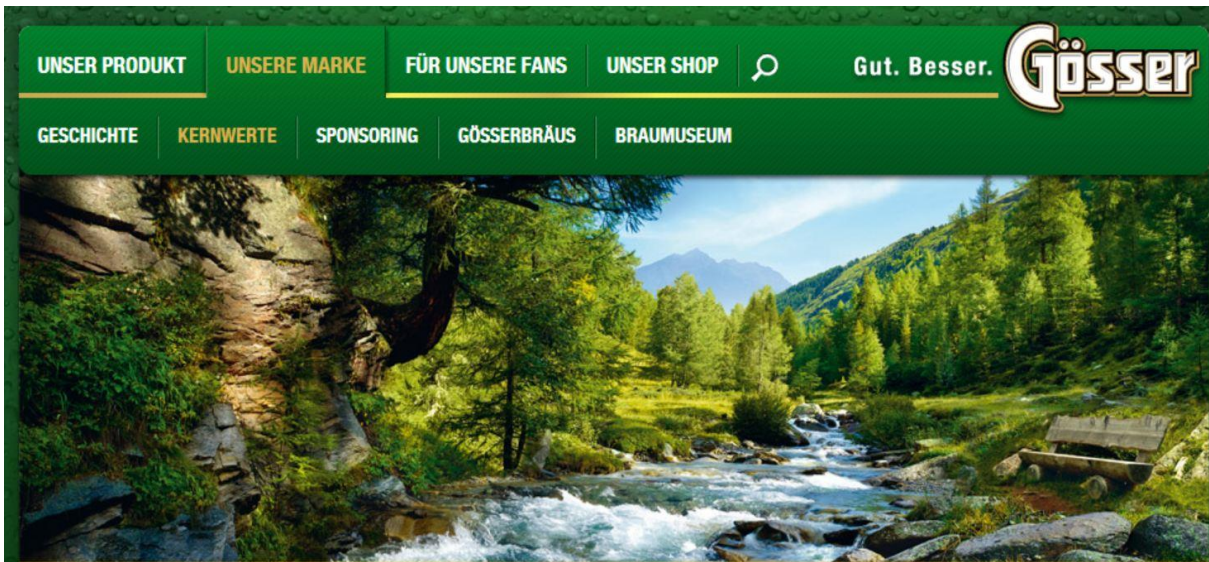 UNSER PRODUKT UNSERE MARKE FÜR UNSERE FANS UNSER SHOP Gut. Besser. Gösser
GESCHICHTE KERNWERTE SPONSORING GÖSSERBRÄUS BRAUMUSEUM